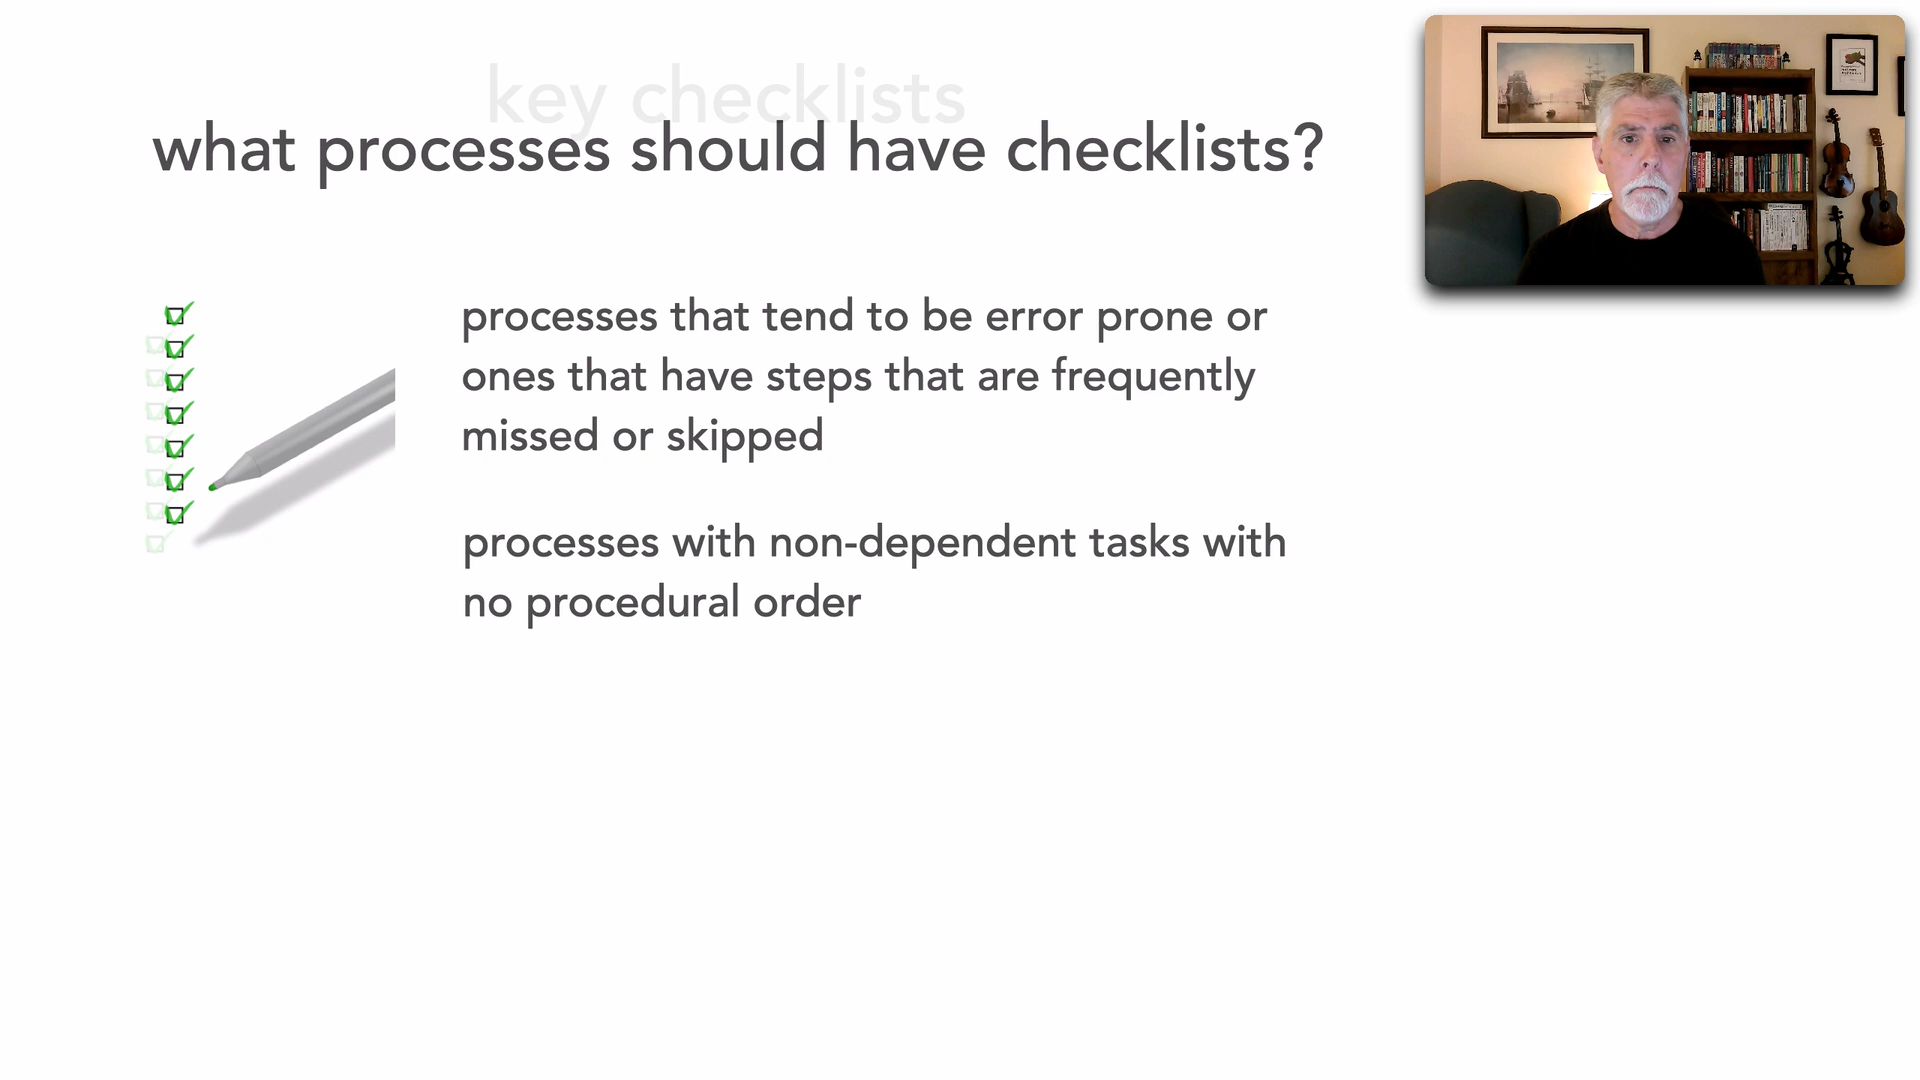 key checklists
what processes should have checklists?
processes that tend to be error prone or
ones that have steps that are frequently
missed or skipped
processes with non-dependent tasks with
no procedural order